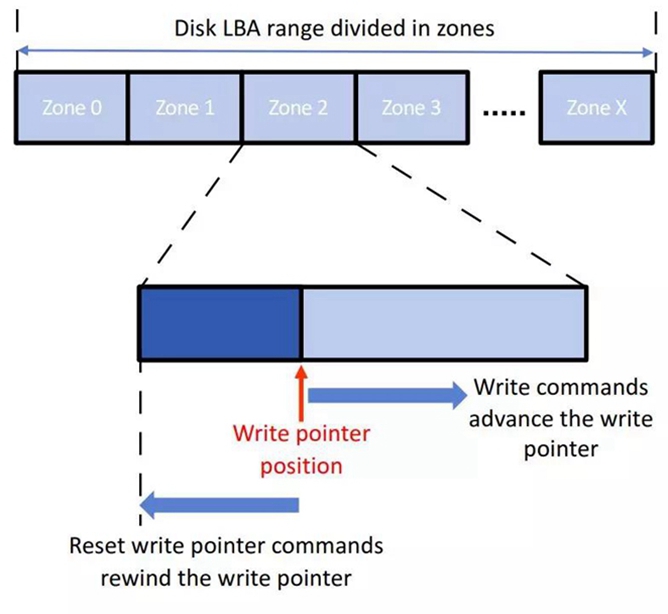 Disk LBA range divided in zones
Zone 0 Zone 1 Zone 2 Zone 3 ..... Zone X
Write commands
advance the write
pointer
Write pointer
position
Reset write pointer commands
rewind the write pointer